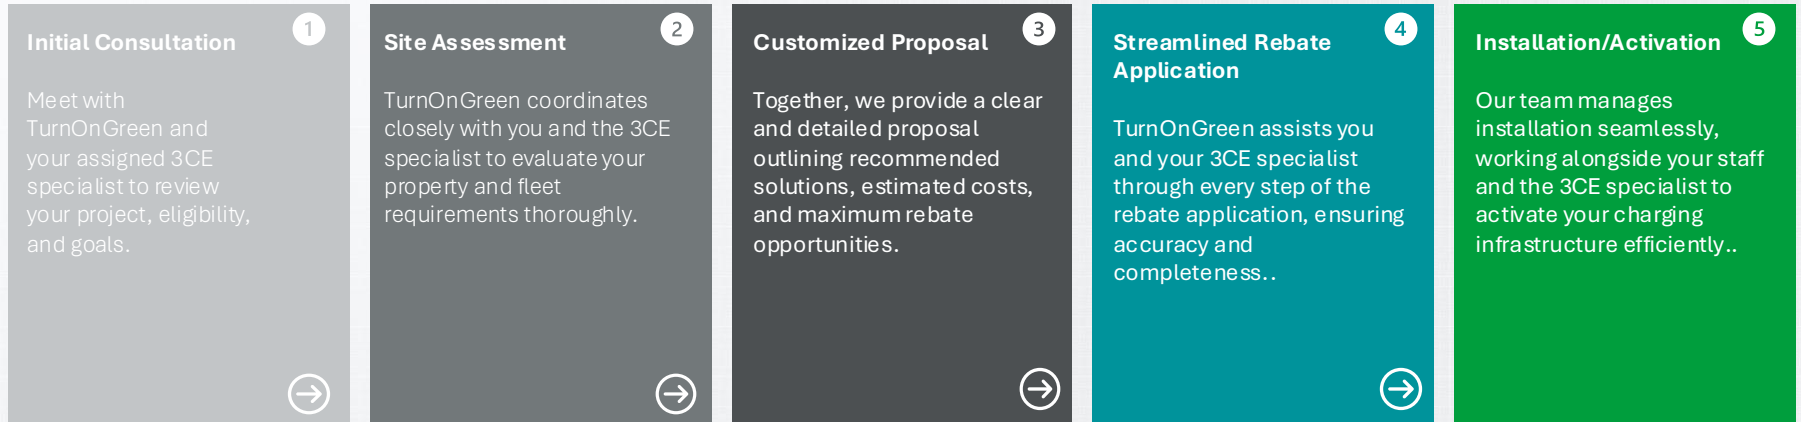 1
Initial Consultation
Meet with
TurnOnGreen and
your assigned 3CE
specialist to review
your project, eligibility,
and goals.
2
Site Assessment
TurnOnGreen coordinates
closely with you and the 3CE
specialist to evaluate your
property and fleet
requirements thoroughly.
3
Customized Proposal
Together, we provide a clear
and detailed proposal
outlining recommended
solutions, estimated costs,
and maximum rebate
opportunities.
4
Streamlined Rebate
Application
TurnOnGreen assists you
and your 3CE specialist
through every step of the
rebate application, ensuring
accuracy and
completeness..
5
Installation/Activation
Our team manages
installation seamlessly,
working alongside your staff
and the 3CE specialist to
activate your charging
infrastructure efficiently..